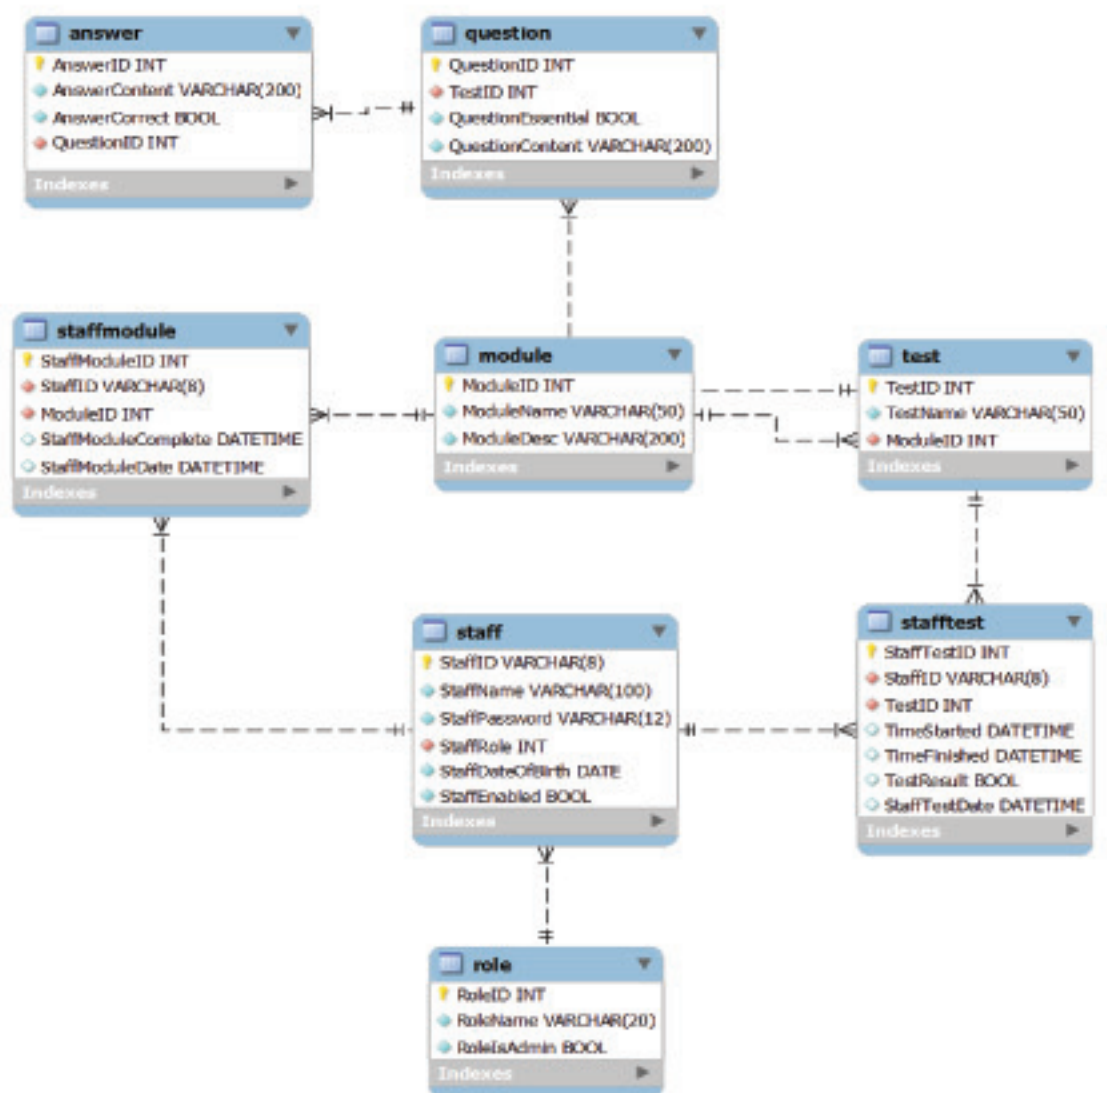 answer
AnswerID INT
AnswerContent VARCHAR(200)
AnswerCorrect BOOL
QuestionID INT
Indexes
question
QuestionID INT
TestID INT
QuestionEssential BOOL
QuestionContent VARCHAR(200)
Indexes
staffmodule
StaffModuleID INT
StaffID VARCHAR(8)
ModuleID INT
StaffModuleComplete DATETIME
StaffModuleDate DATETIME
Indexes
module
ModuleID INT
ModuleName VARCHAR(50)
ModuleDesc VARCHAR(200)
Indexes
test
TestID INT
TestName VARCHAR(50)
ModuleID INT
Indexes
staff
StaffID VARCHAR(8)
StaffName VARCHAR(100)
StaffPassword VARCHAR(12)
StaffRole INT
StaffDateOfBirth DATE
StaffEnabled BOOL
Indexes
stafftest
StaffTestID INT
StaffID VARCHAR(8)
TestID INT
TimeStarted DATETIME
TimeFinished DATETIME
TestResult BOOL
StaffTestDate DATETIME
Indexes
role
RoleID INT
RoleName VARCHAR(20)
RoleIsAdmin BOOL
Indexes